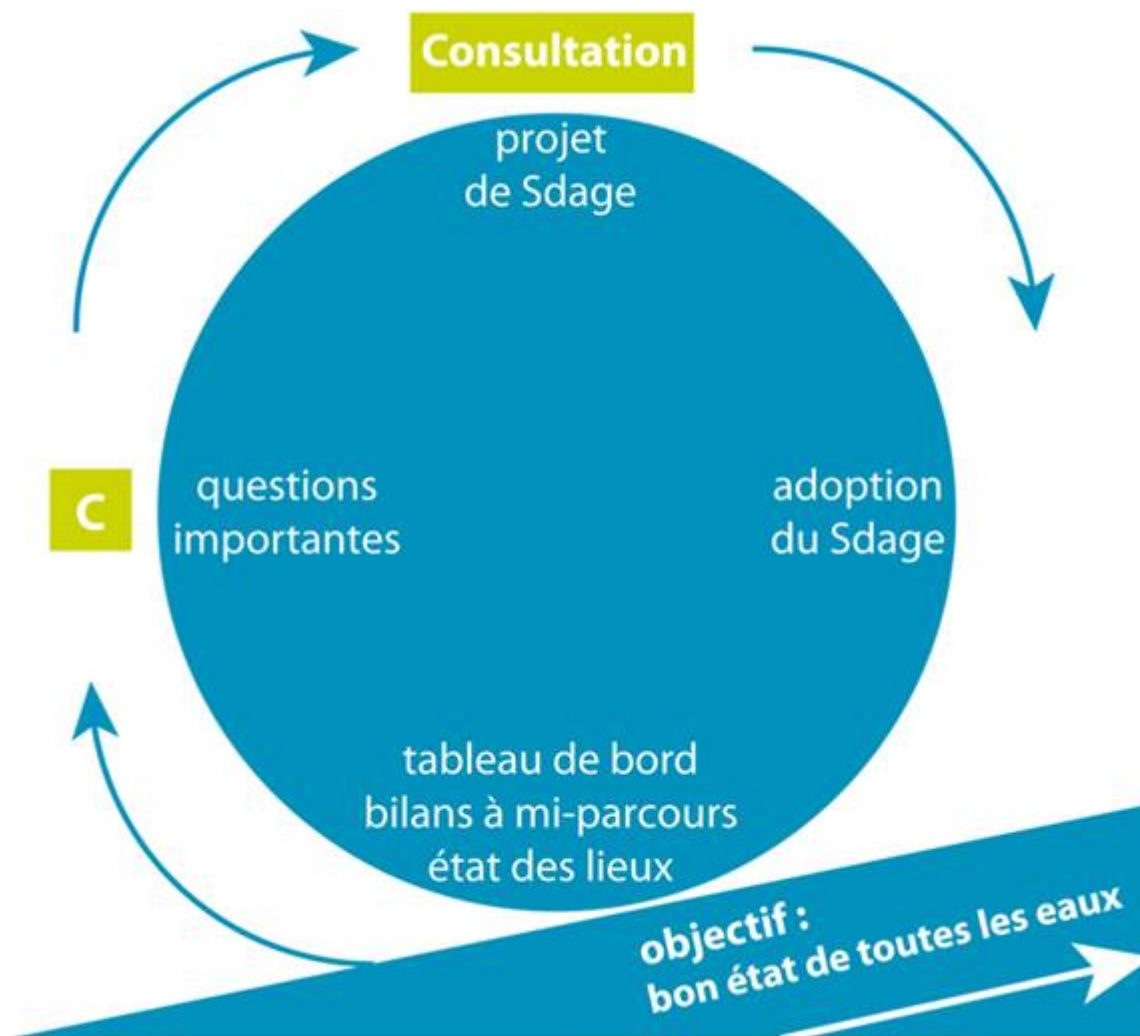 Consultation
projet
de Sdage
C
questions
importantes
adoption
du Sdage
tableau de bord
bilans à mi-parcours
état des lieux
objectif :
bon état de toutes les eaux